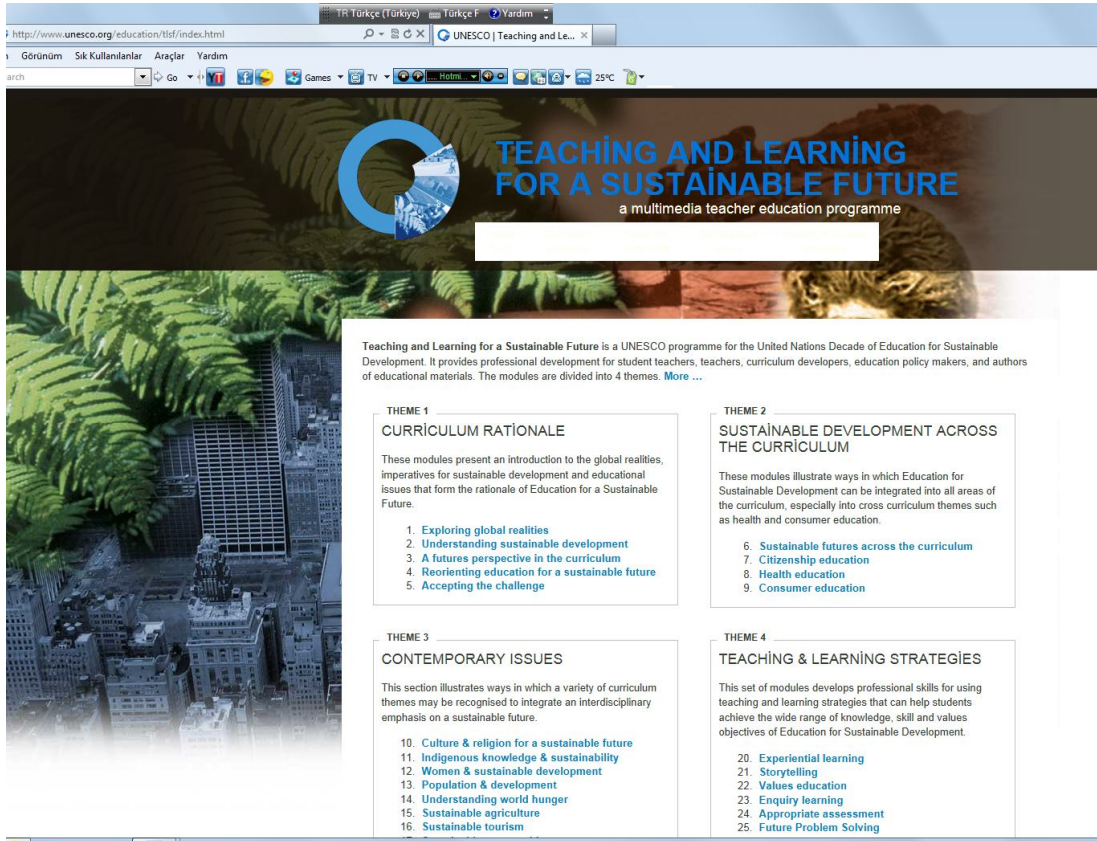 TR Türkçe (Türkiye) Türkçe F Yardım
http://www.unesco.org/education/tlsf/index.html
UNESCO | Teaching and Le...
Görünüm Sık Kullanılanlar Araçlar Yardım
arch Go Games TV .... Hotmi... 25°C
TEACHİNG AND LEARNİNG
FOR A SUSTAİNABLE FUTURE
a multimedia teacher education programme
Teaching and Learning for a Sustainable Future is a UNESCO programme for the United Nations Decade of Education for Sustainable
Development. It provides professional development for student teachers, teachers, curriculum developers, education policy makers, and authors
of educational materials. The modules are divided into 4 themes. More ...
THEME 1
CURRİCULUM RATİONALE
These modules present an introduction to the global realities,
imperatives for sustainable development and educational
issues that form the rationale of Education for a Sustainable
Future.
1. Exploring global realities
2. Understanding sustainable development
3. A futures perspective in the curriculum
4. Reorienting education for a sustainable future
5. Accepting the challenge
THEME 2
SUSTAİNABLE DEVELOPMENT ACROSS
THE CURRİCULUM
These modules illustrate ways in which Education for
Sustainable Development can be integrated into all areas of
the curriculum, especially into cross curriculum themes such
as health and consumer education.
6. Sustainable futures across the curriculum
7. Citizenship education
8. Health education
9. Consumer education
THEME 3
CONTEMPORARY ISSUES
This section illustrates ways in which a variety of curriculum
themes may be recognised to integrate an interdisciplinary
emphasis on a sustainable future.
10. Culture & religion for a sustainable future
11. Indigenous knowledge & sustainability
12. Women & sustainable development
13. Population & development
14. Understanding world hunger
15. Sustainable agriculture
16. Sustainable tourism
THEME 4
TEACHİNG & LEARNİNG STRATEGİES
This set of modules develops professional skills for using
teaching and learning strategies that can help students
achieve the wide range of knowledge, skill and values
objectives of Education for Sustainable Development.
20. Experiential learning
21. Storytelling
22. Values education
23. Enquiry learning
24. Appropriate assessment
25. Future Problem Solving